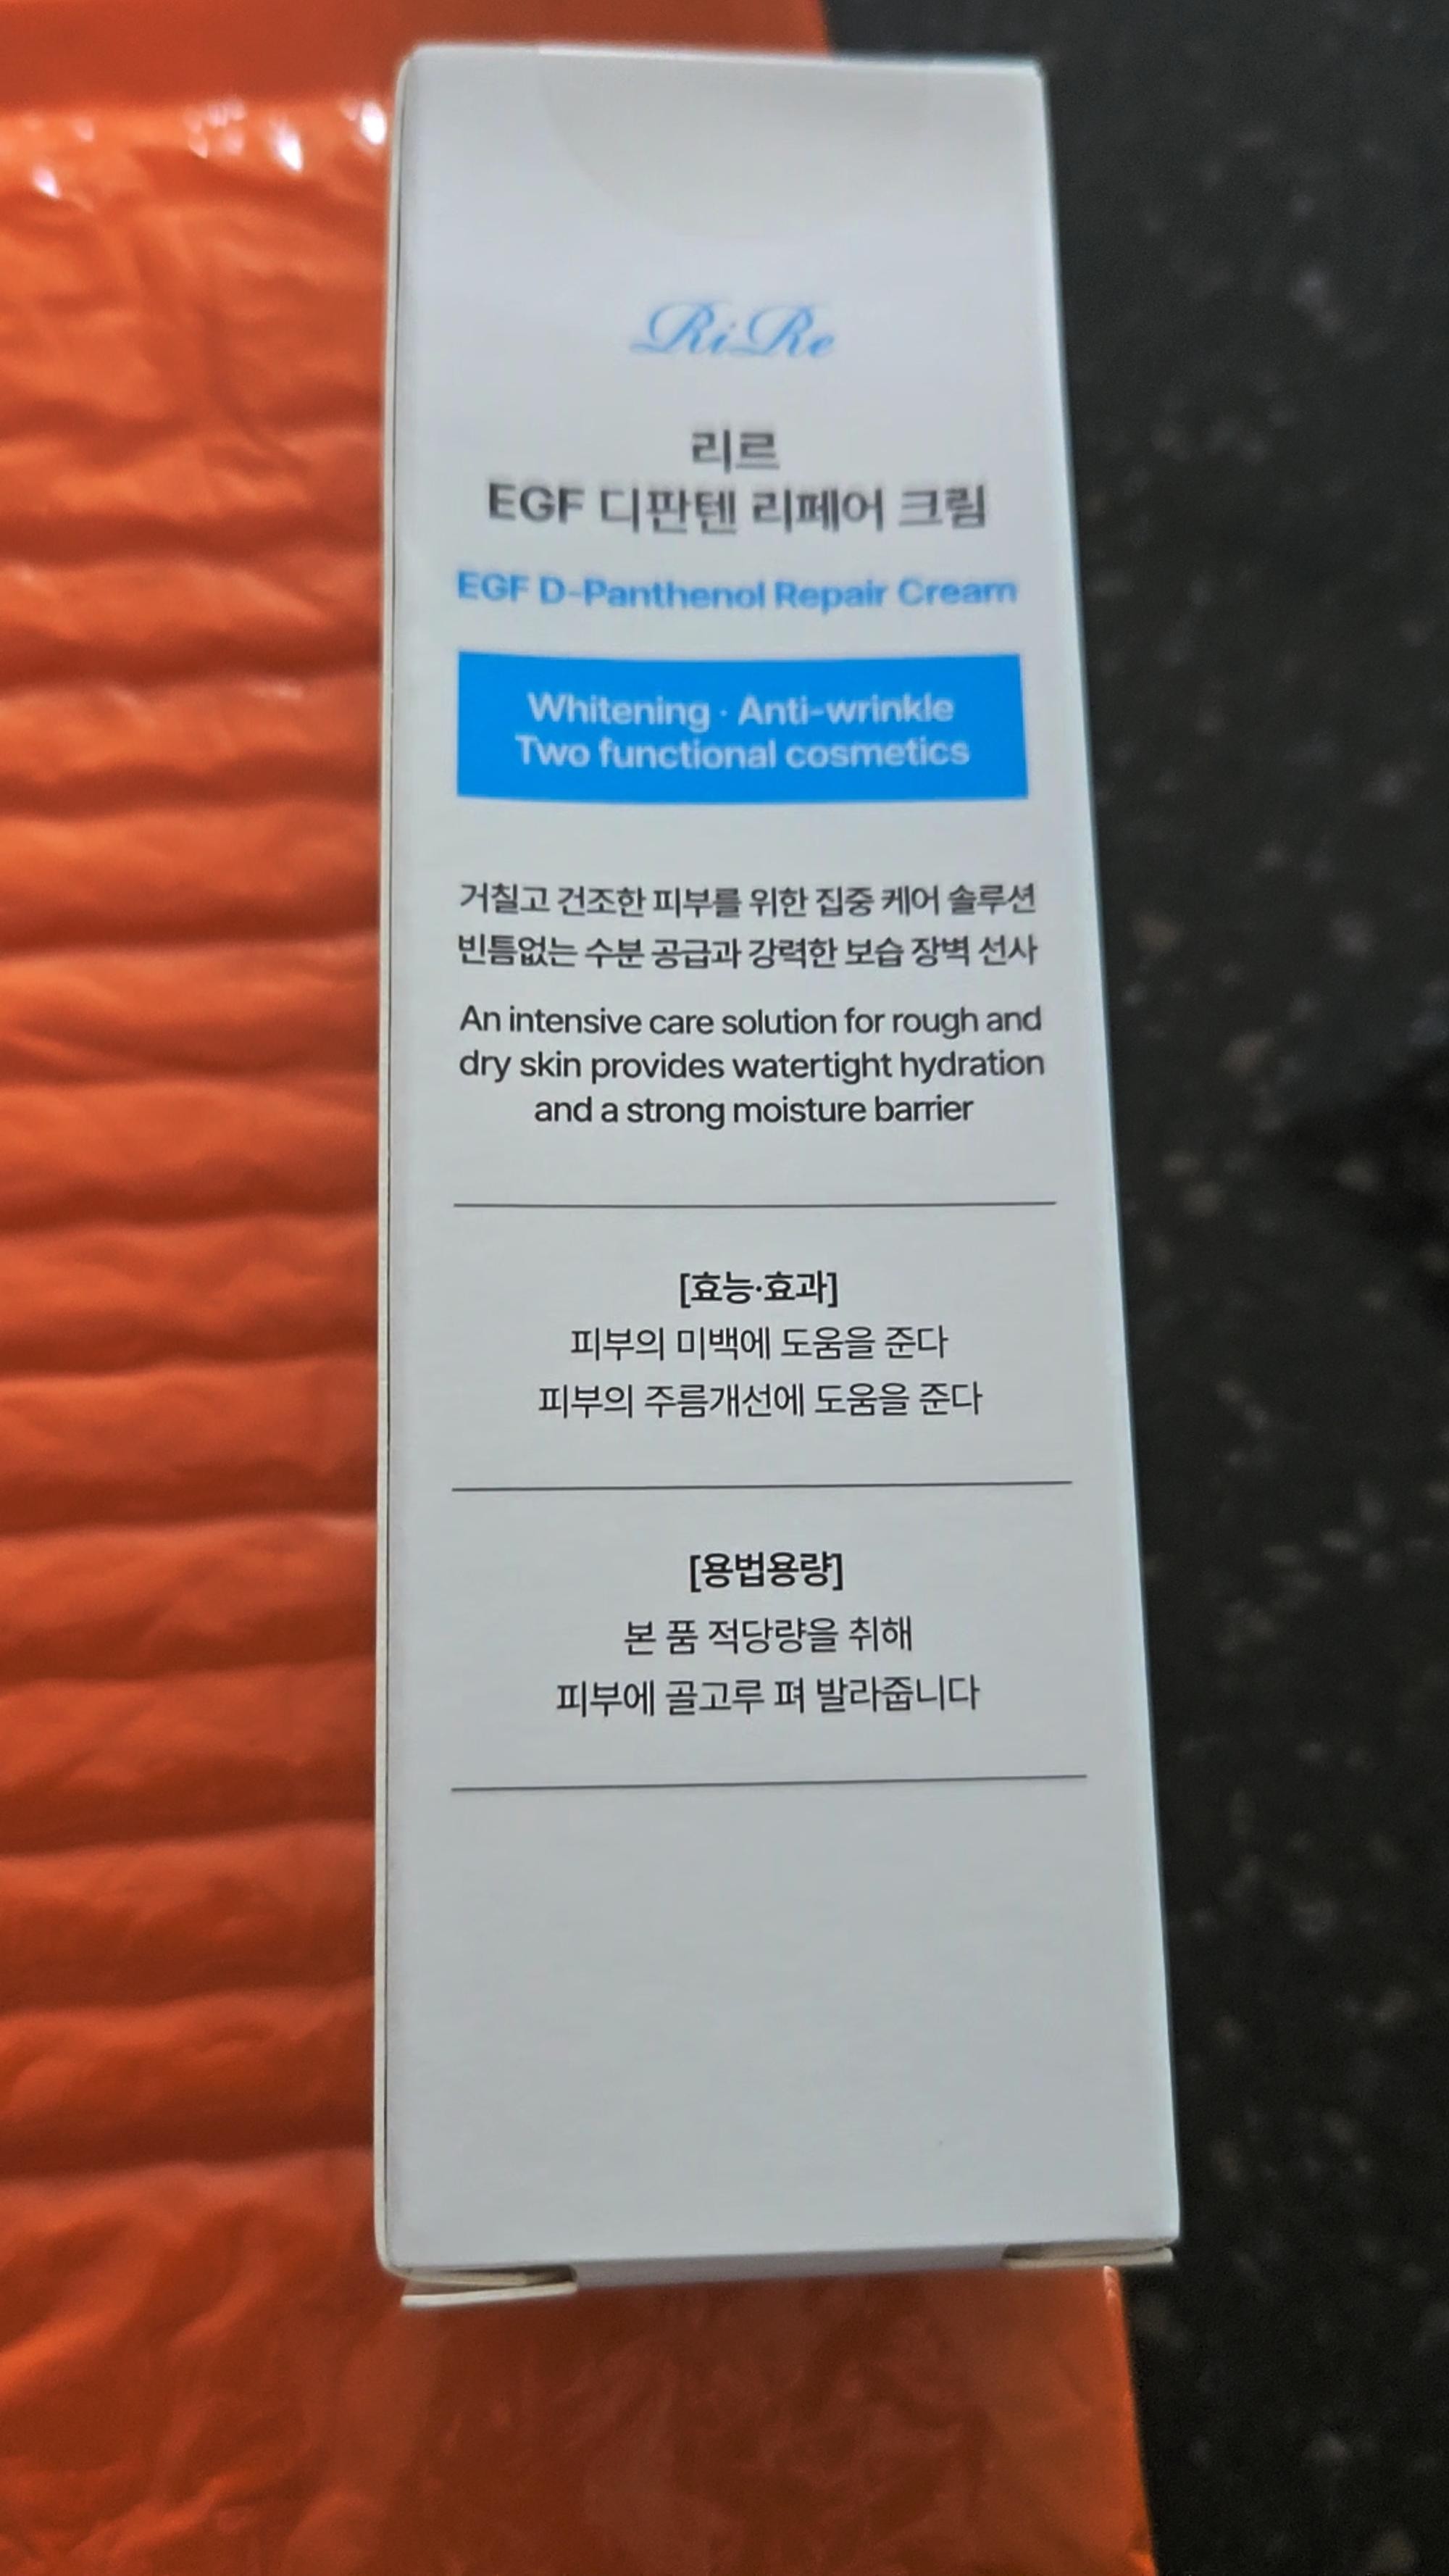 RiRe
리르
EGF 디판텐 리페어 크림
EGF D-Panthenol Repair Cream
Whitening · Anti-wrinkle
Two functional cosmetics
거칠고 건조한 피부를 위한 집중 케어 솔루션
빈틈없는 수분 공급과 강력한 보습 장벽 선사
An intensive care solution for rough and
dry skin provides watertight hydration
and a strong moisture barrier
[효능·효과]
피부의 미백에 도움을 준다
피부의 주름개선에 도움을 준다
[용법용량]
본 품 적당량을 취해
피부에 골고루 펴 발라줍니다